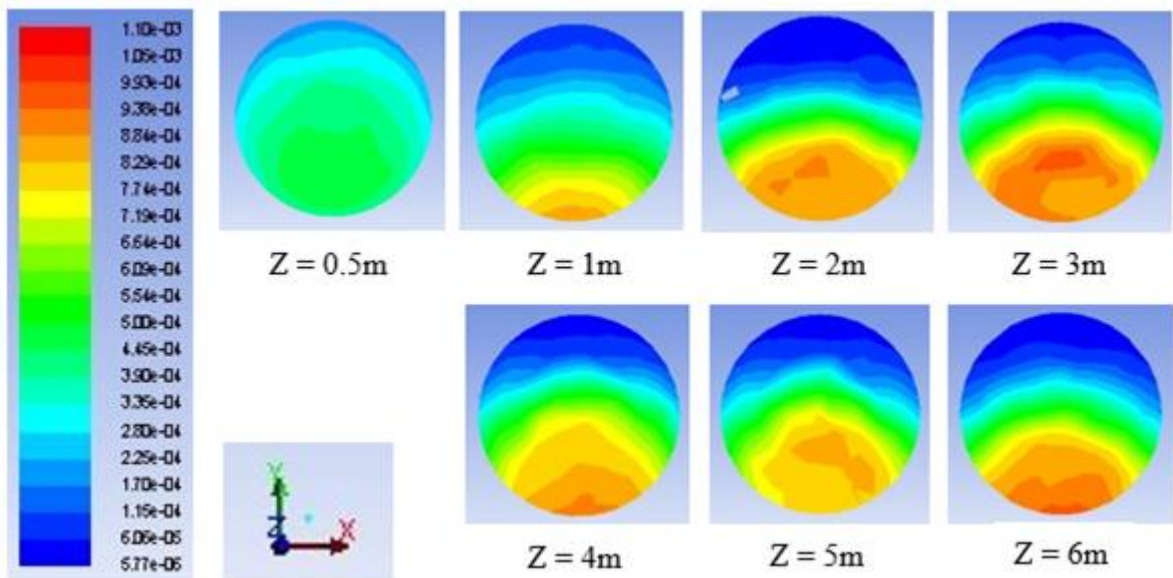 1.10e-03
1.05e-03
9.93e-04
9.38e-04
8.84e-04
8.29e-04
7.74e-04
7.19e-04
6.64e-04
6.09e-04
5.54e-04
5.00e-04
4.45e-04
3.90e-04
3.35e-04
2.80e-04
2.25e-04
1.70e-04
1.15e-04
6.06e-05
5.77e-06
Z = 0.5m
Z = 1m
Z = 2m
Z = 3m
Y
Z
X
Z = 4m
Z = 5m
Z = 6m